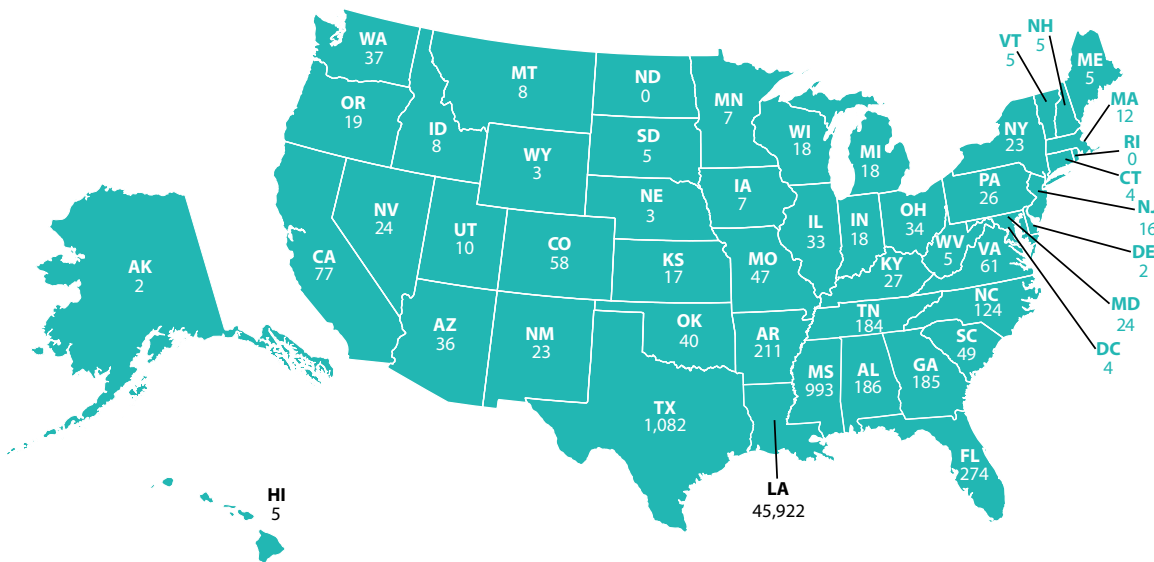 NH
5
VT
5
WA
37
ME
5
MT
8
ND
0
MN
7
MA
12
OR
19
ID
8
SD
5
WI
18
MI
18
NY
23
RI
0
WY
3
CT
4
PA
26
IA
7
NE
3
NV
24
N.
16
OH
34
IL
33
IN
18
UT
10
CO
58
WV
5
VA
61
DE
2
CA
77
KS
17
MO
47
KY
27
AK
2
NC
124
MD
24
TN
184
AZ
36
NM
23
OK
40
AR
211
SC
49
DC
4
MS
993
AL
186
GA
185
TX
1,082
FL
274
LA
45,922
HI
5